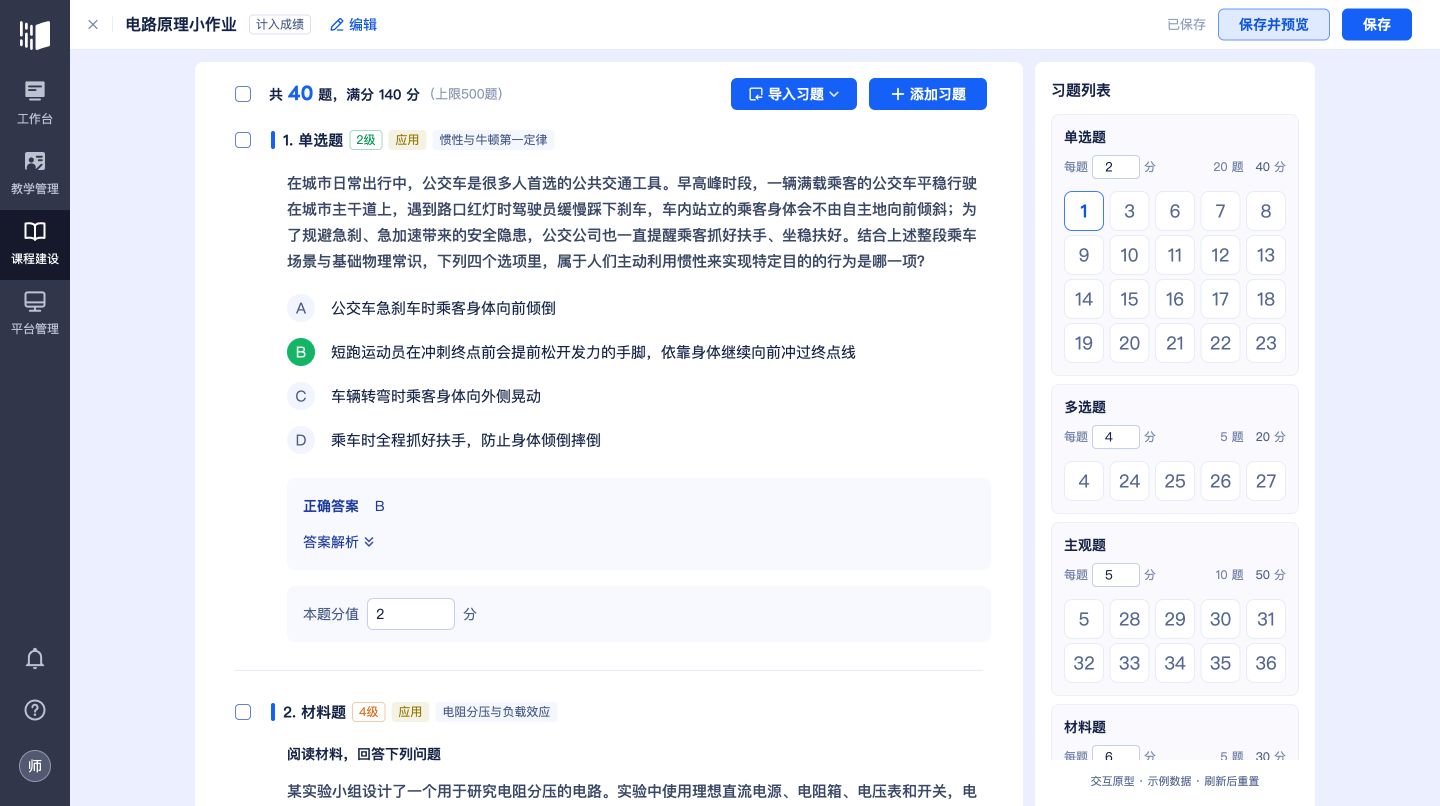 电路原理小作业 计入成绩 编辑 已保存 保存并预览 保存
工作台
教学管理
课程建设
平台管理
师
共 40 题，满分 140 分 （上限500题） 导入习题 添加习题
1. 单选题 2级 应用 惯性与牛顿第一定律
在城市日常出行中，公交车是很多人首选的公共交通工具。早高峰时段，一辆满载乘客的公交车平稳行驶
在城市主干道上，遇到路口红灯时驾驶员缓慢踩下刹车，车内站立的乘客身体会不由自主地向前倾斜；为
了规避急刹、急加速带来的安全隐患，公交公司也一直提醒乘客抓好扶手、坐稳扶好。结合上述整段乘车
场景与基础物理常识，下列四个选项里，属于人们主动利用惯性来实现特定目的的行为是哪一项？
A 公交车急刹车时乘客身体向前倾倒
B 短跑运动员在冲刺终点前会提前松开发力的手脚，依靠身体继续向前冲过终点线
C 车辆转弯时乘客身体向外侧晃动
D 乘车时全程抓好扶手，防止身体倾倒摔倒
正确答案 B
答案解析
本题分值 2 分
2. 材料题 4级 应用 电阻分压与负载效应
阅读材料，回答下列问题
某实验小组设计了一个用于研究电阻分压的电路。实验中使用理想直流电源、电阻箱、电压表和开关，电
习题列表
单选题
每题 2 分 20 题 40 分
1 3 6 7 8
9 10 11 12 13
14 15 16 17 18
19 20 21 22 23
多选题
每题 4 分 5 题 20 分
4 24 25 26 27
主观题
每题 5 分 10 题 50 分
5 28 29 30 31
32 33 34 35 36
材料题
每题 6 分 5 题 30 分
交互原型 · 示例数据 · 刷新后重置